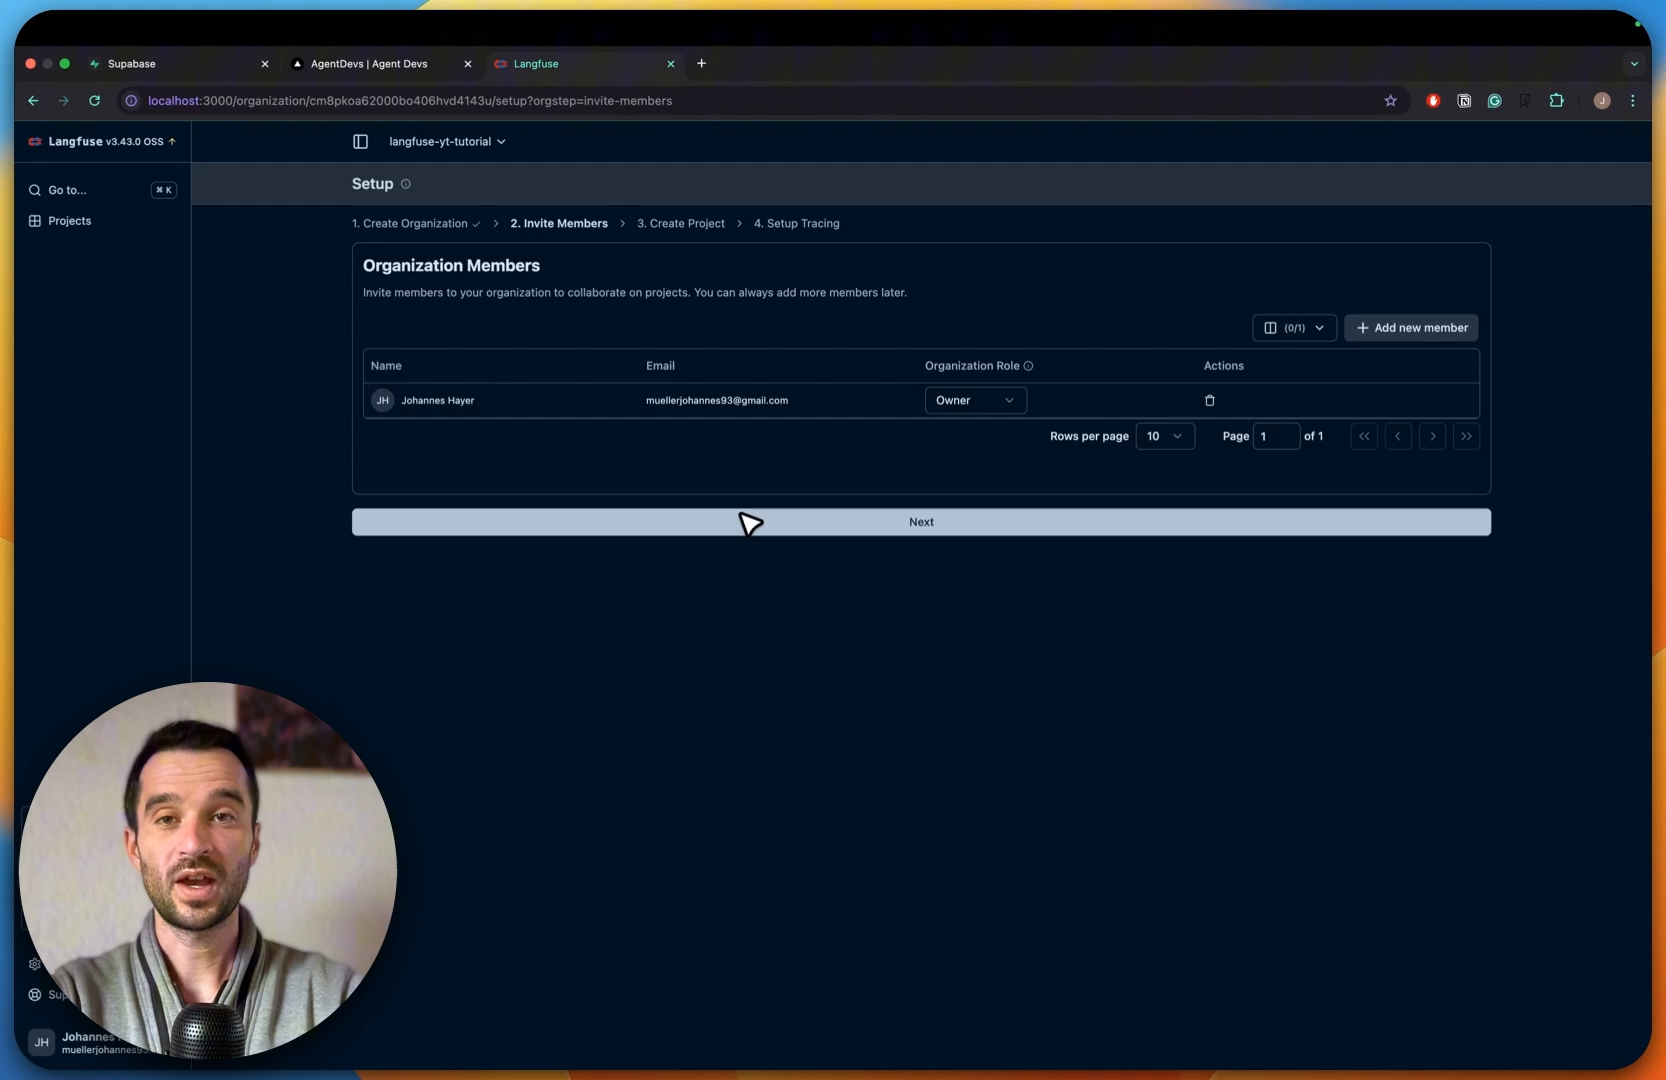 Supabase
AgentDevs | Agent Devs
Langfuse
localhost:3000/organization/cm8pkoa62000bo406hvd4143u/setup?orgstep=invite-members
J
Langfuse v3.43.0 OSS
langfuse-yt-tutorial
Go to...
⌘ K
Projects
Setup
1. Create Organization
2. Invite Members
3. Create Project
4. Setup Tracing
Organization Members
Invite members to your organization to collaborate on projects. You can always add more members later.
(0/1)
Add new member
Name Email Organization Role Actions
JH Johannes Hayer muellerjohannes93@gmail.com Owner
Rows per page 10 Page 1 of 1
Next
JH
Johannes
muellerjohannes93